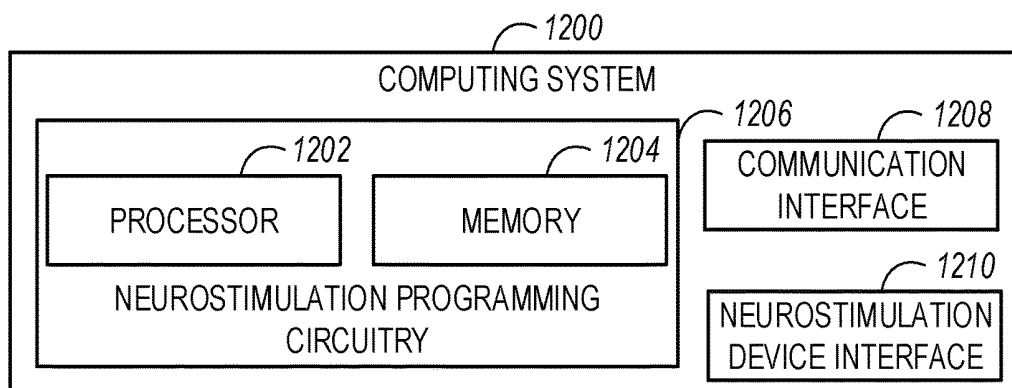 1200
COMPUTING SYSTEM
1206
1208
1202
1204
COMMUNICATION
INTERFACE
PROCESSOR
MEMORY
1210
NEUROSTIMULATION PROGRAMMING
CIRCUITRY
NEUROSTIMULATION
DEVICE INTERFACE